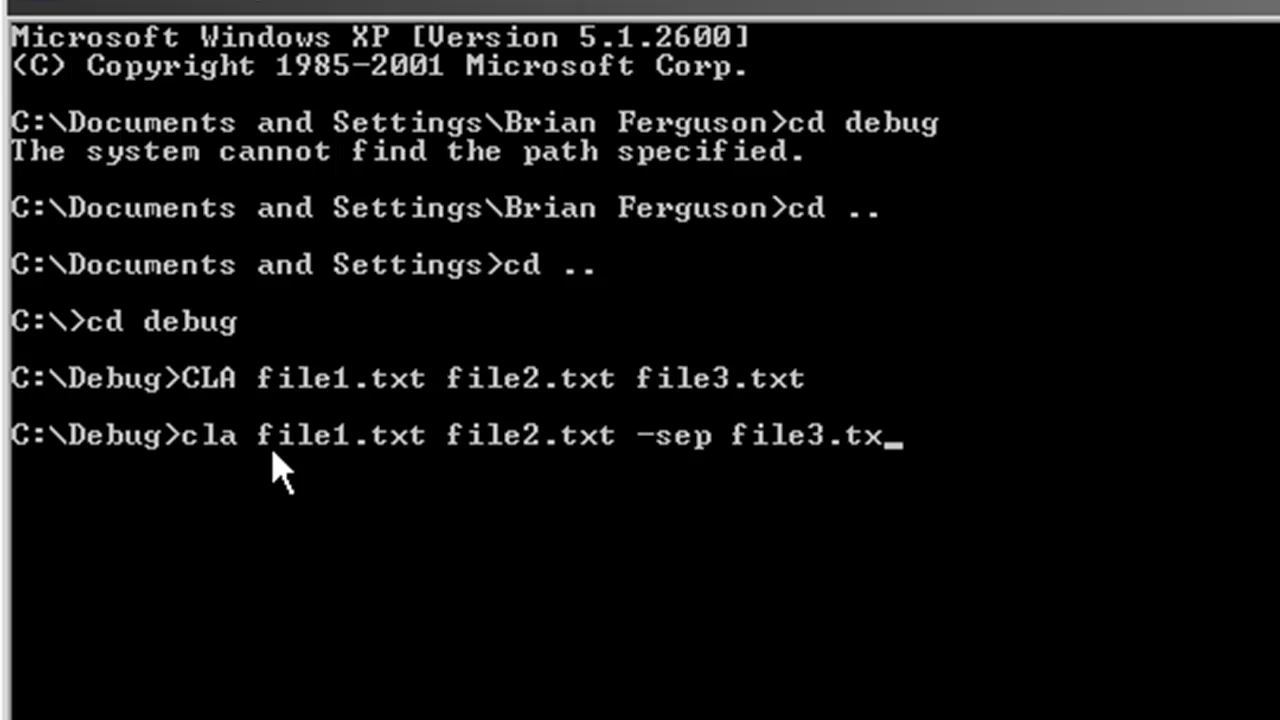 Microsoft Windows XP [Version 5.1.2600]
(C) Copyright 1985-2001 Microsoft Corp.
C:\Documents and Settings\Brian Ferguson>cd debug
The system cannot find the path specified.
C:\Documents and Settings\Brian Ferguson>cd ..
C:\Documents and Settings>cd ..
C:\>cd debug
C:\Debug>CLA file1.txt file2.txt file3.txt
C:\Debug>cla file1.txt file2.txt -sep file3.tx_